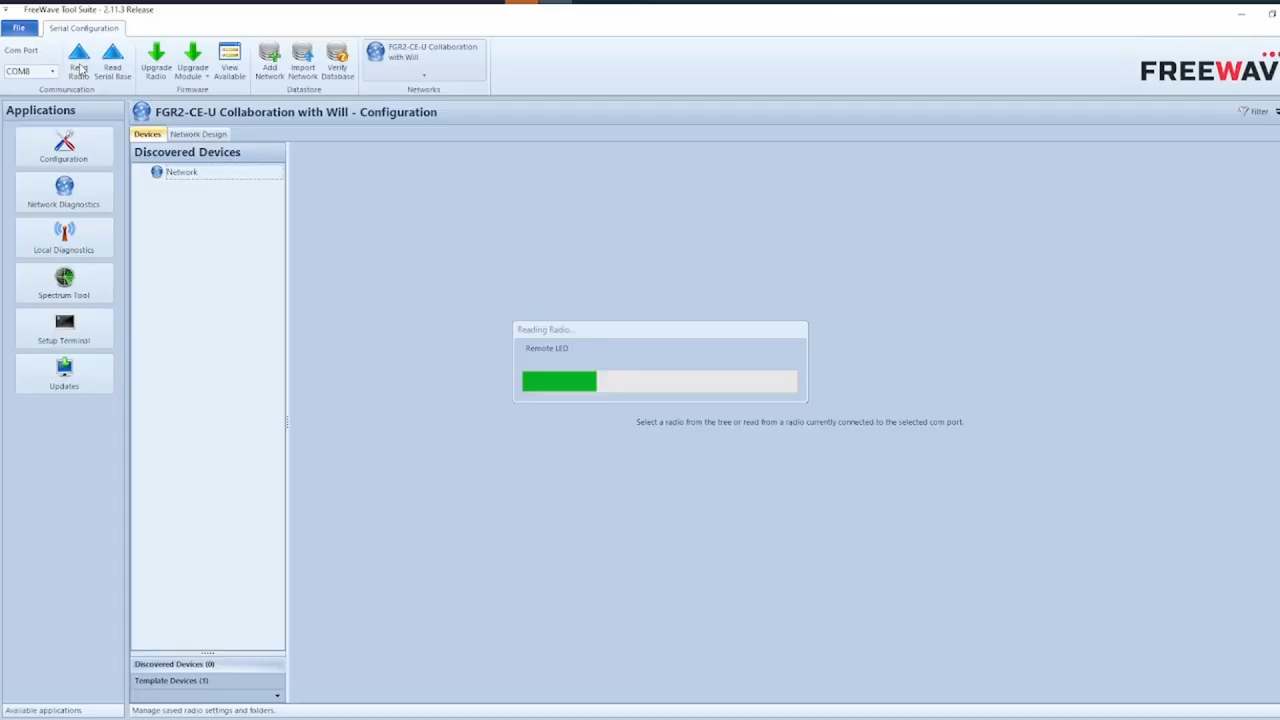 FreeWave Tool Suite - 2.11.3 Release
File
Serial Configuration
Com Port
COM8
Read Radio
Read Serial Base
Communication
Upgrade Radio
Upgrade Module
View Available
Firmware
Add Network
Import Network
Verify Database
Datastore
FGR2-CE-U Collaboration
with Will
Networks
FREEWAV
Applications
FGR2-CE-U Collaboration with Will - Configuration
Filter
Devices
Network Design
Discovered Devices
Network
Configuration
Network Diagnostics
Local Diagnostics
Spectrum Tool
Setup Terminal
Updates
Reading Radio...
Remote LED
Select a radio from the tree or read from a radio currently connected to the selected com port.
Discovered Devices (0)
Template Devices (1)
Available applications
Manage saved radio settings and folders.